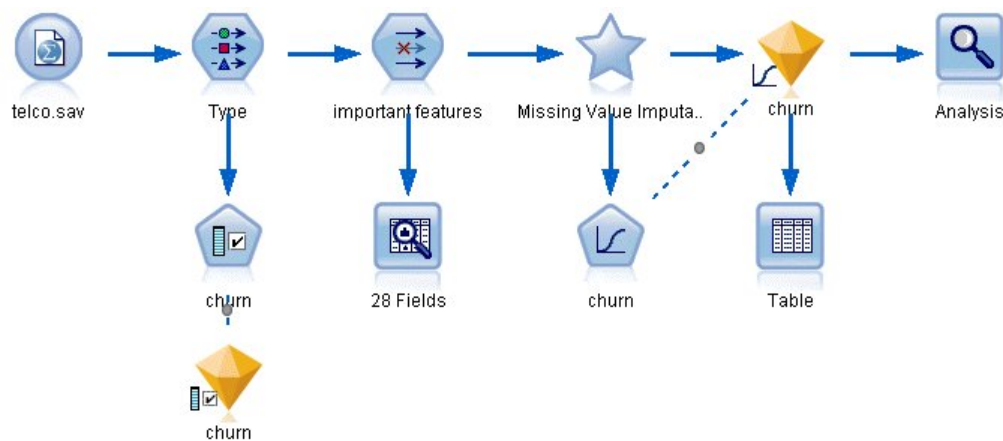 telco.sav
Type
important features
Missing Value Imputa..
churn
Analysis
churn
28 Fields
churn
Table
churn